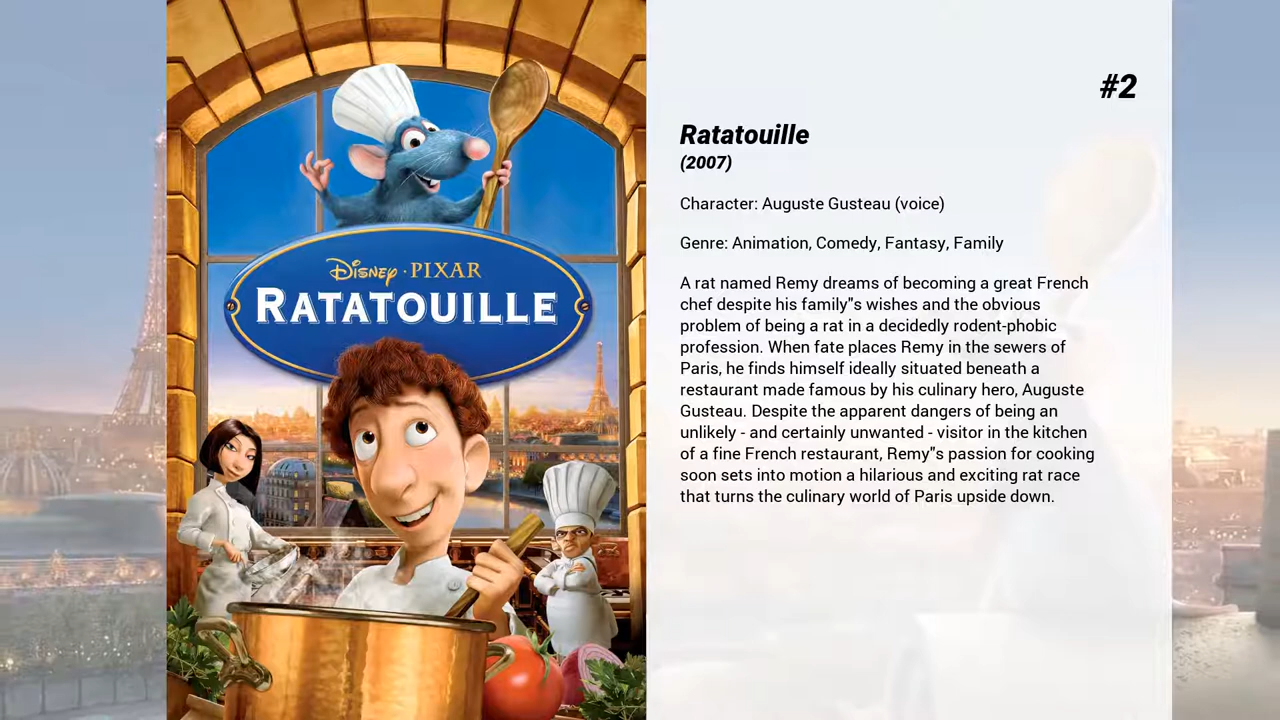 DISNEY · PIXAR
RATATOUILLE
#2
Ratatouille
(2007)
Character: Auguste Gusteau (voice)
Genre: Animation, Comedy, Fantasy, Family
A rat named Remy dreams of becoming a great French
chef despite his family"s wishes and the obvious
problem of being a rat in a decidedly rodent-phobic
profession. When fate places Remy in the sewers of
Paris, he finds himself ideally situated beneath a
restaurant made famous by his culinary hero, Auguste
Gusteau. Despite the apparent dangers of being an
unlikely - and certainly unwanted - visitor in the kitchen
of a fine French restaurant, Remy"s passion for cooking
soon sets into motion a hilarious and exciting rat race
that turns the culinary world of Paris upside down.